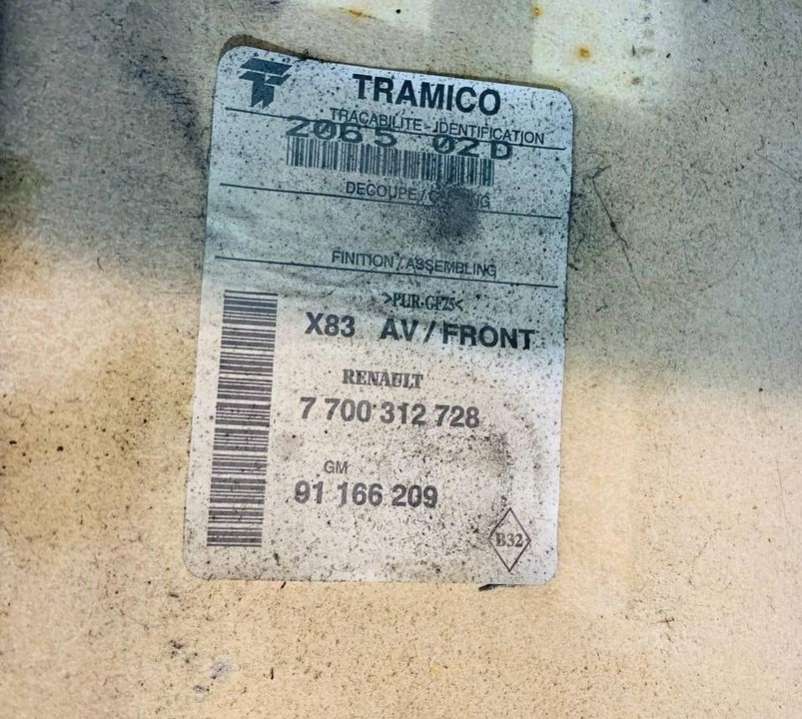 TRAMICO
TRACABILITE - IDENTIFICATION
2065 02D
DECOUPE /
FINITION / ASSEMBLING
>PUR-GF25<
X83 AV / FRONT
RENAULT
7 700 312 728
GM
91 166 209
B32